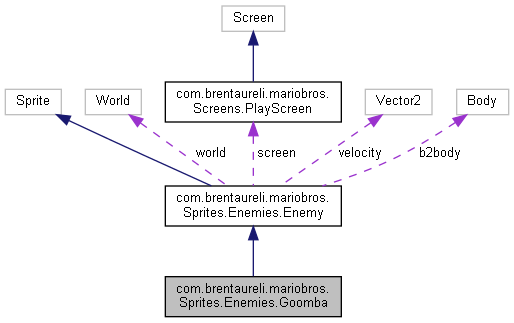 Screen
com.brentaureli.mariobros.
Screens.PlayScreen
Sprite
World
Vector2
Body
world
screen
velocity
b2body
com.brentaureli.mariobros.
Sprites.Enemies.Enemy
com.brentaureli.mariobros.
Sprites.Enemies.Goomba